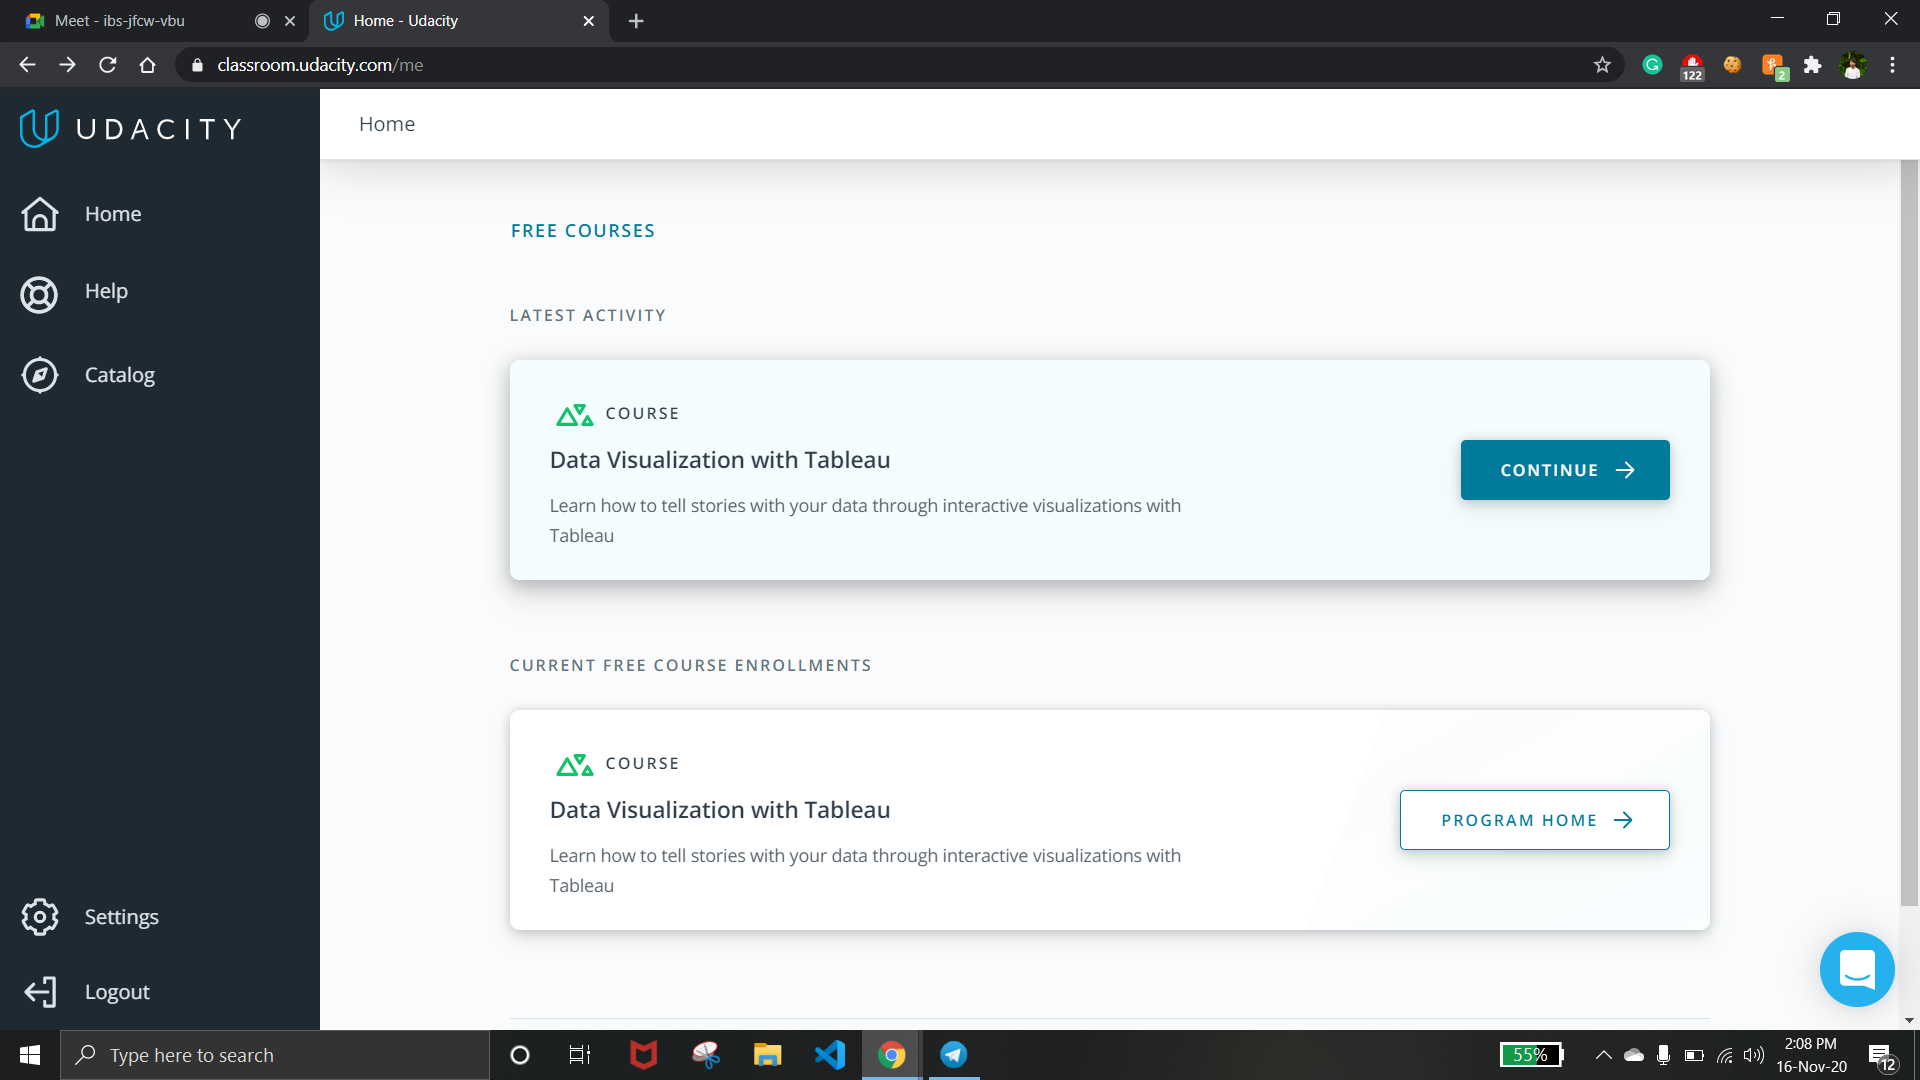 Meet - ibs-jfcw-vbu
Home - Udacity
classroom.udacity.com/me
122
2
UDACITY
Home
Home
Help
Catalog
FREE COURSES
LATEST ACTIVITY
COURSE
Data Visualization with Tableau
Learn how to tell stories with your data through interactive visualizations with
Tableau
CONTINUE
CURRENT FREE COURSE ENROLLMENTS
COURSE
Data Visualization with Tableau
Learn how to tell stories with your data through interactive visualizations with
Tableau
PROGRAM HOME
Settings
Logout
Type here to search
55%
2:08 PM
16-Nov-20
12